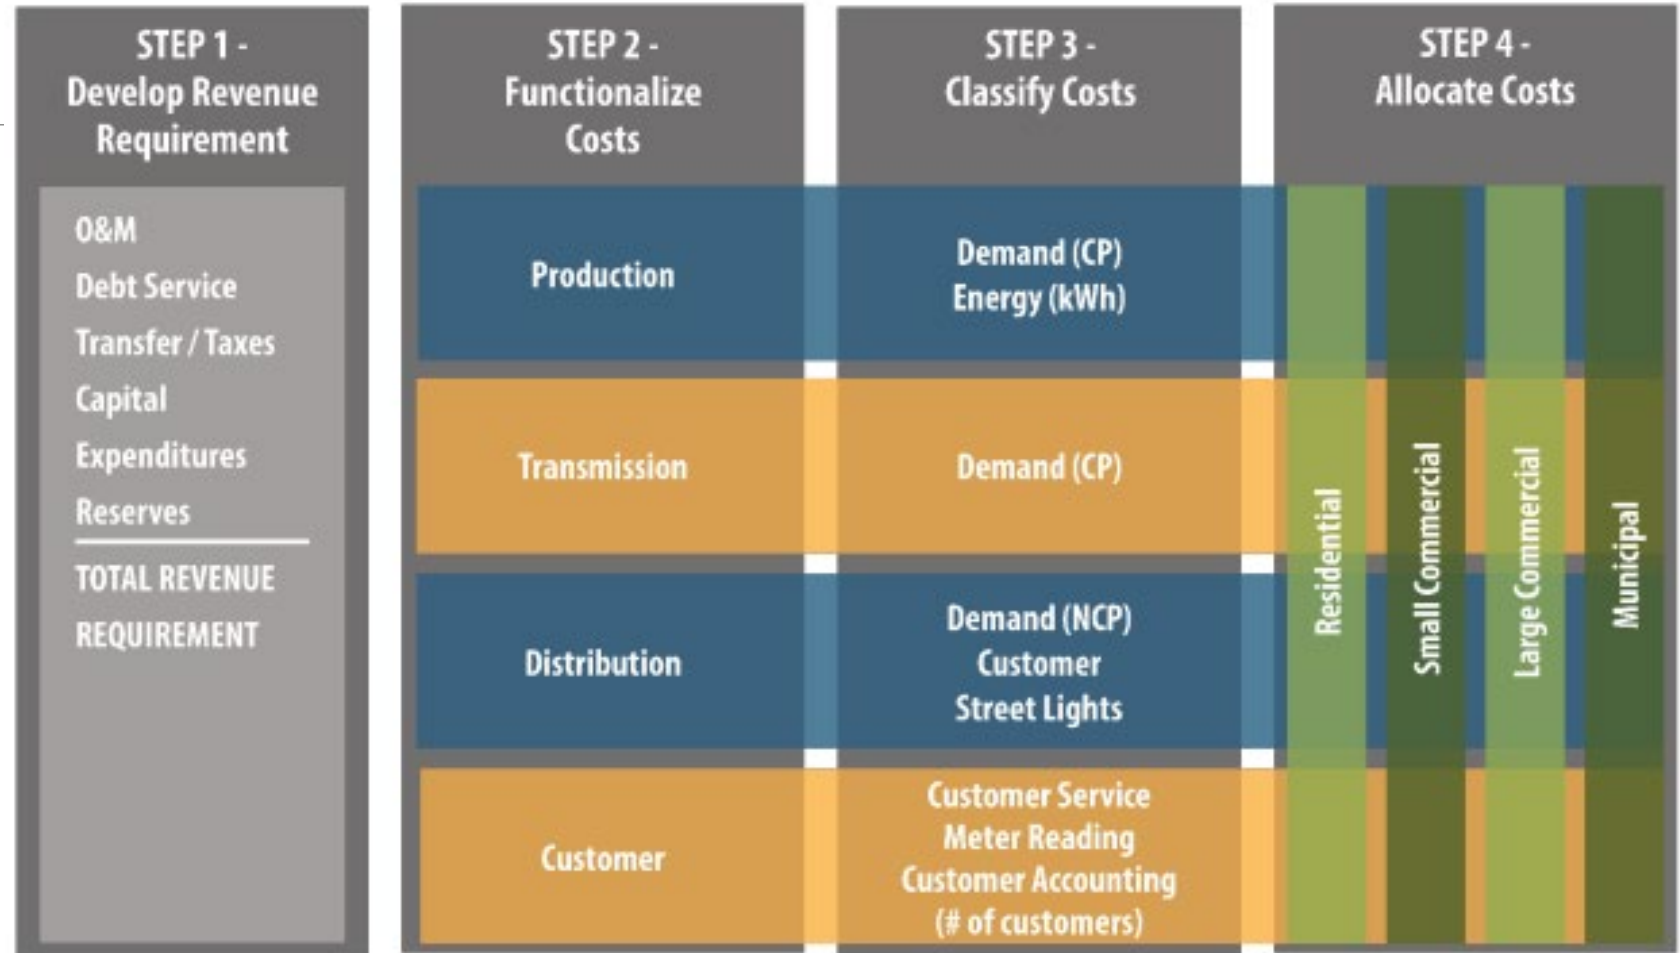 STEP 1 -
Develop Revenue
Requirement
O&M
Debt Service
Transfer / Taxes
Capital
Expenditures
Reserves
TOTAL REVENUE
REQUIREMENT
STEP 2 -
Functionalize
Costs
Production
Transmission
Distribution
Customer
STEP 3 -
Classify Costs
Demand (CP)
Energy (kWh)
Demand (CP)
Demand (NCP)
Customer
Street Lights
Customer Service
Meter Reading
Customer Accounting
(# of customers)
STEP 4 -
Allocate Costs
Residential
Small Commercial
Large Commercial
Municipal